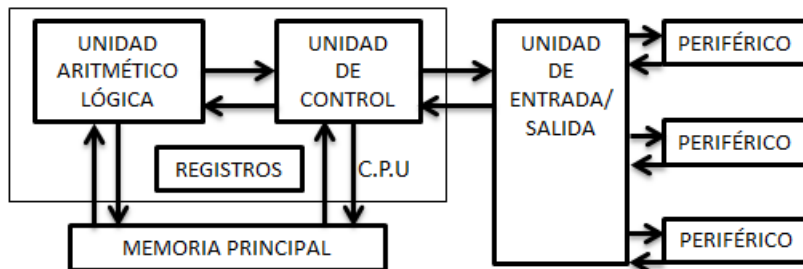 UNIDAD
ARITMÉTICO
LÓGICA
UNIDAD
DE
CONTROL
REGISTROS
C.P.U
MEMORIA PRINCIPAL
UNIDAD
DE
ENTRADA/
SALIDA
PERIFÉRICO
PERIFÉRICO
PERIFÉRICO